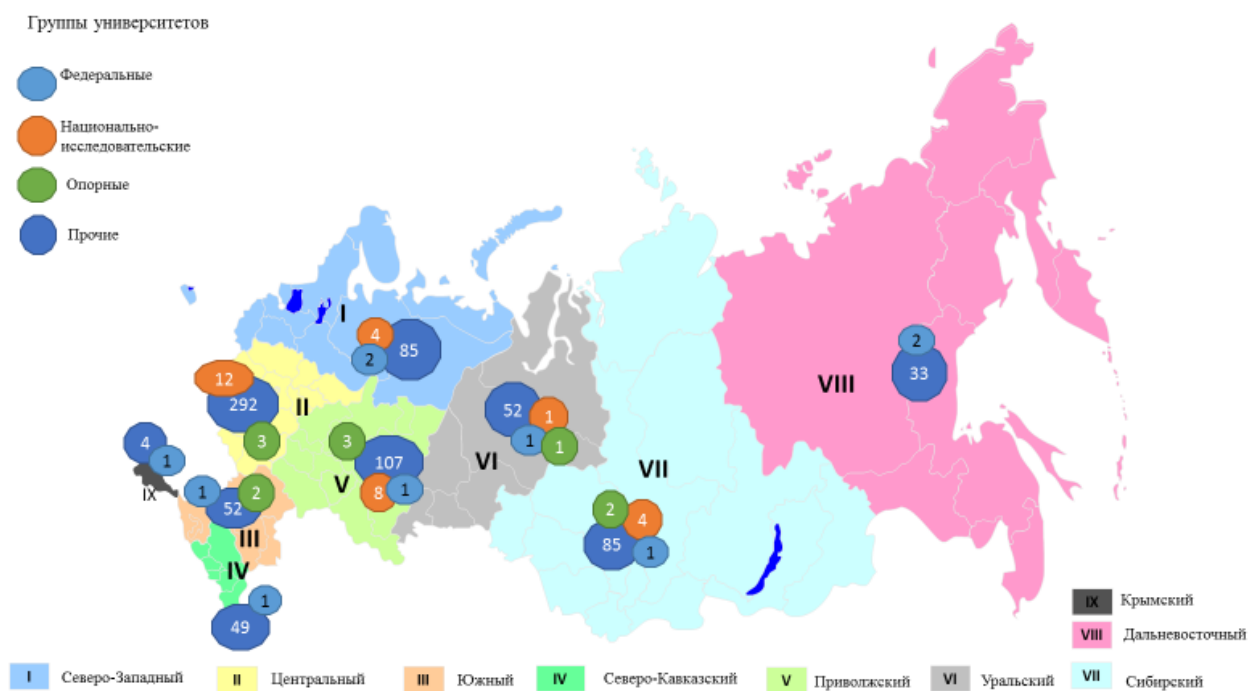 Группы университетов
Федеральные
Национально-
исследовательские
Опорные
Прочие
I
4
2
85
12
292
II
3
4
1
IX
1
2
52
III
IV
1
49
3
107
V
8
1
52
1
VI
1
1
VII
2
4
85
1
2
VIII
33
IX Крымский
VIII Дальневосточный
I Северо-Западный
II Центральный
III Южный
IV Северо-Кавказский
V Приволжский
VI Уральский
VII Сибирский